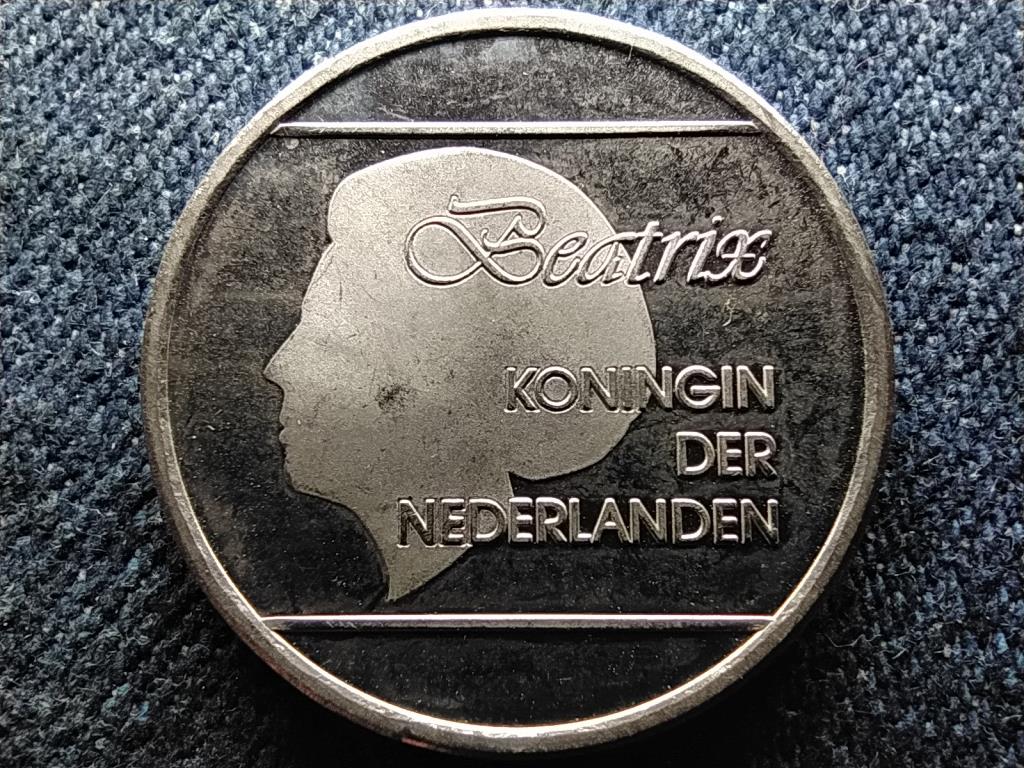 Beatrix
KONINGIN
DER
NEDERLANDEN